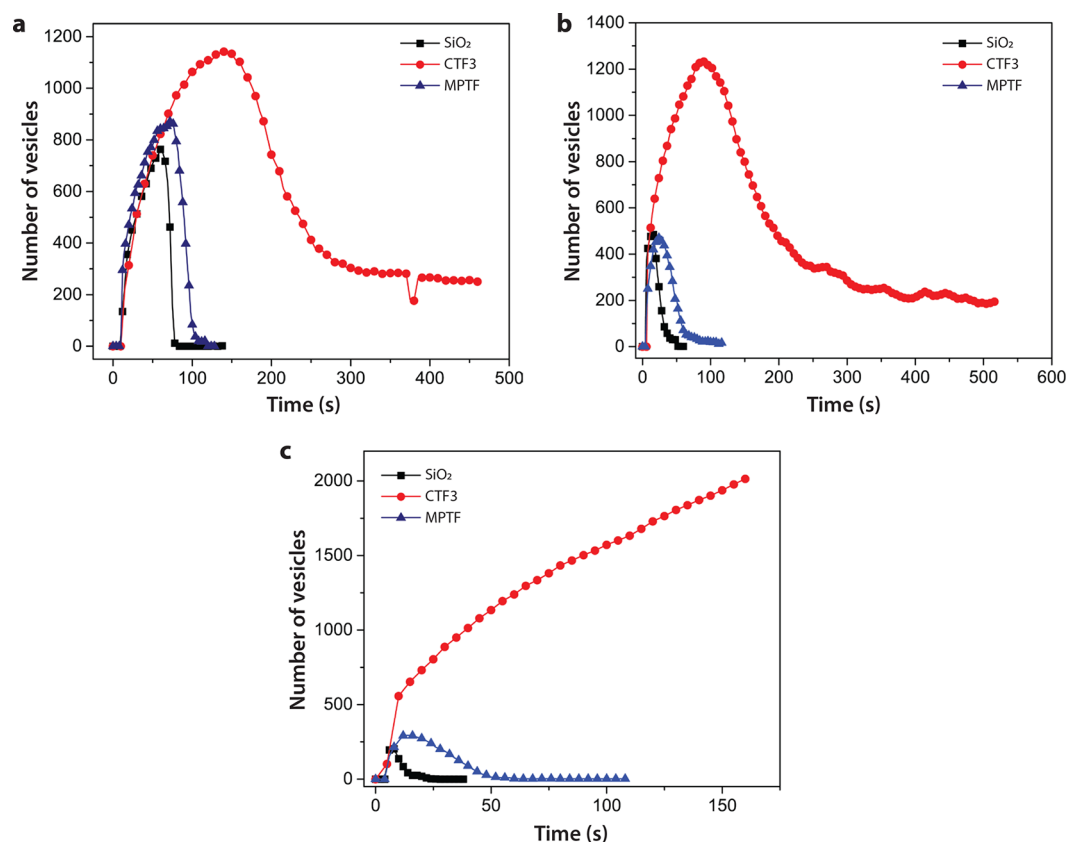 a
Number of vesicles
1200
1000
800
600
400
200
0
0 100 200 300 400 500
Time (s)
SiO₂
CTF3
MPTF
b
Number of vesicles
1400
1200
1000
800
600
400
200
0
0 100 200 300 400 500 600
Time (s)
SiO₂
CTF3
MPTF
c
Number of vesicles
2000
1500
1000
500
0
0 50 100 150
Time (s)
SiO₂
CTF3
MPTF